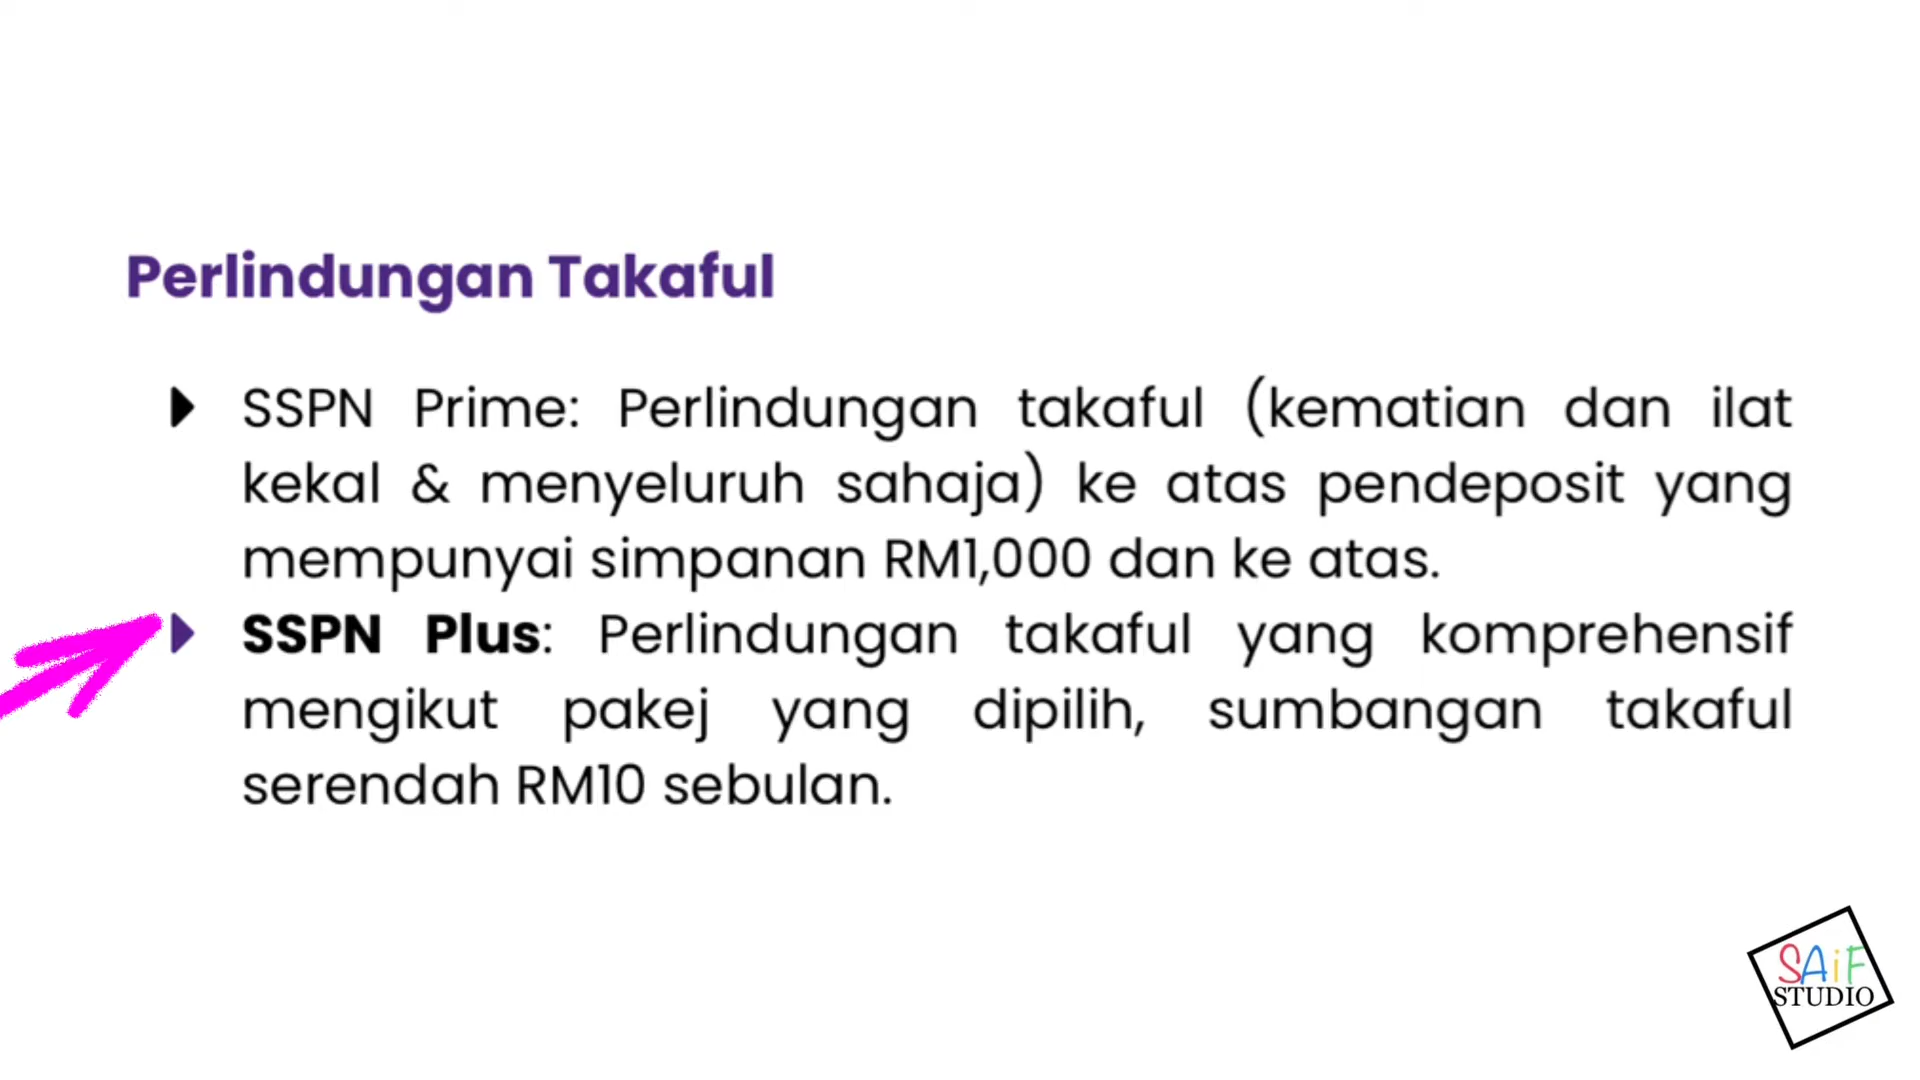 Perlindungan Takaful
SSPN Prime: Perlindungan takaful (kematian dan ilat
kekal & menyeluruh sahaja) ke atas pendeposit yang
mempunyai simpanan RM1,000 dan ke atas.
SSPN Plus: Perlindungan takaful yang komprehensif
mengikut pakej yang dipilih, sumbangan takaful
serendah RM10 sebulan.
SAiF
STUDIO